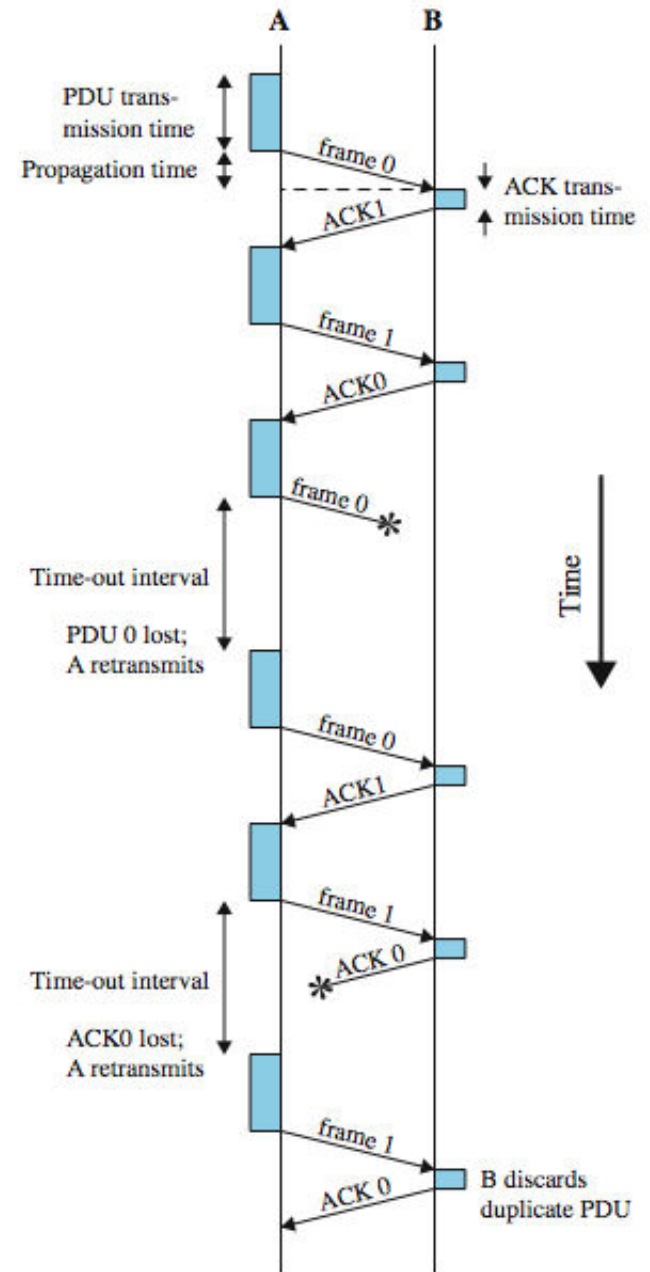 A
B
PDU trans-
mission time
frame 0
Propagation time
ACK trans-
mission time
ACK1
frame 1
ACK0
frame 0
Time-out interval
Time
PDU 0 lost;
A retransmits
frame 0
ACK1
frame 1
ACK 0
Time-out interval
ACK0 lost;
A retransmits
frame 1
B discards
duplicate PDU
ACK 0